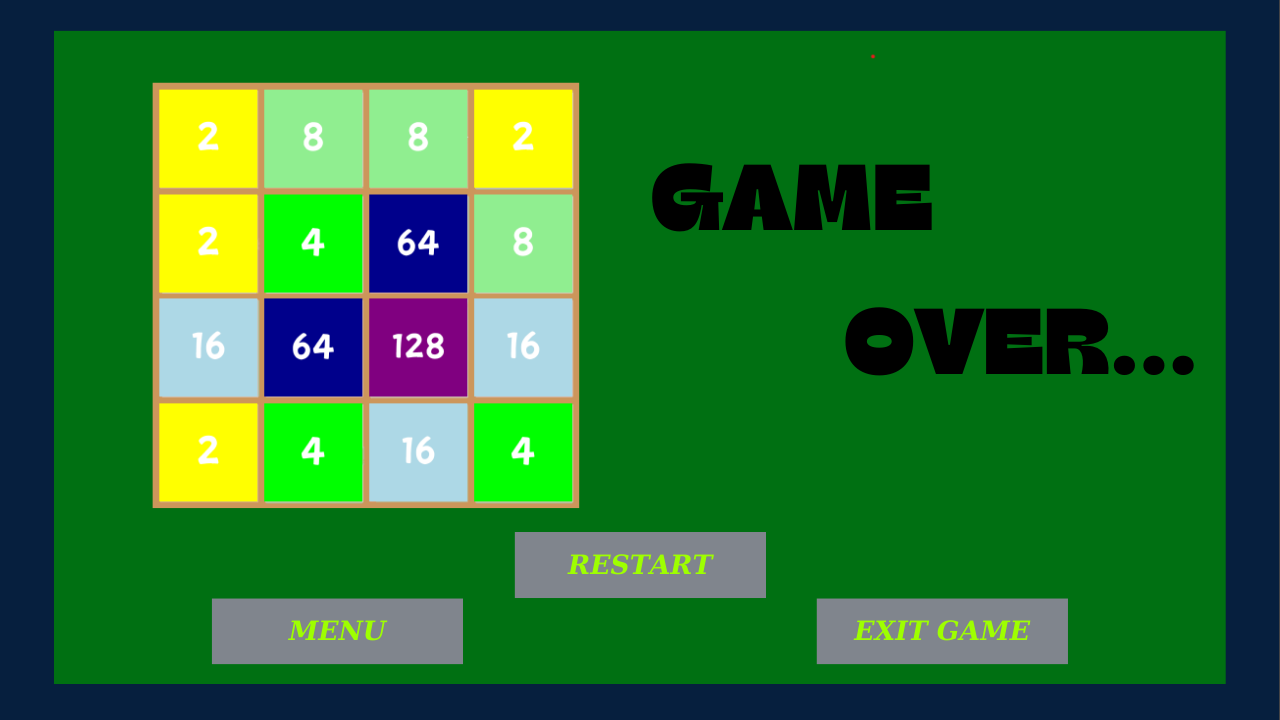 2 8 8 2
2 4 64 8
16 64 128 16
2 4 16 4
GAME
OVER...
RESTART
MENU
EXIT GAME